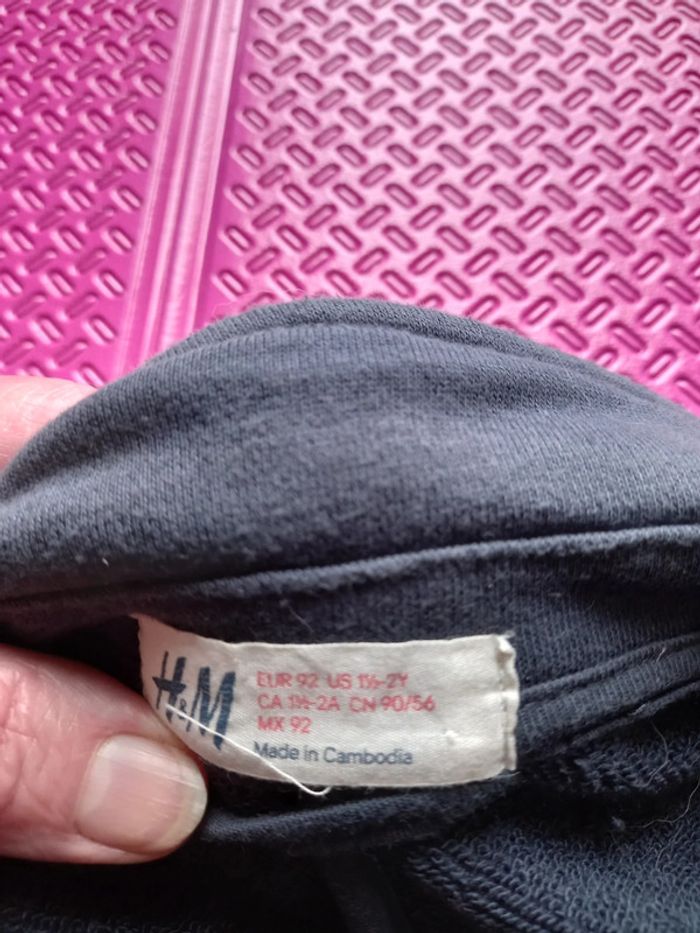 H&M
EUR 92 US 1½-2Y
CA 1½-2A CN 90/56
MX 92
Made in Cambodia